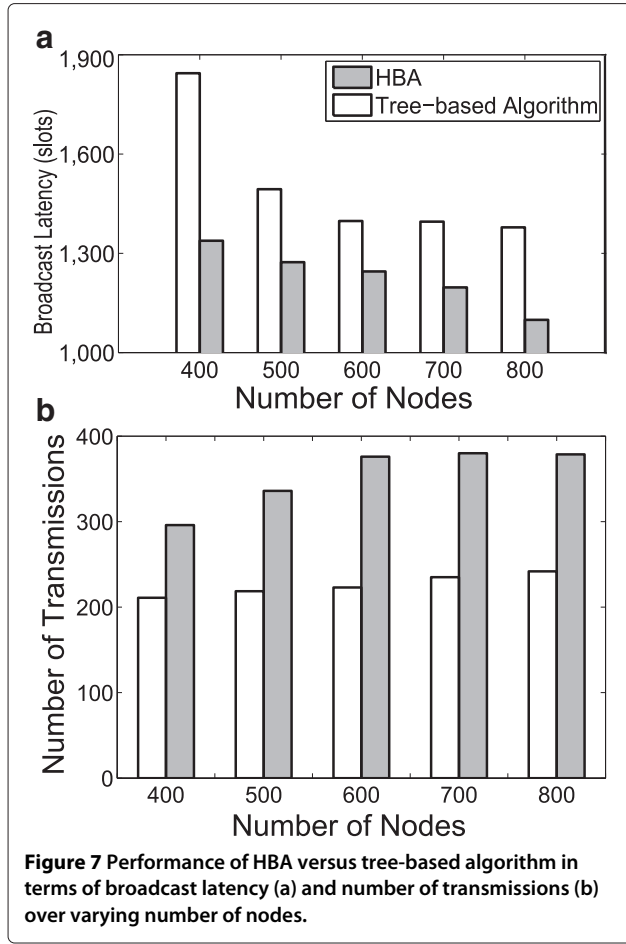 a
1,900
1,600
1,300
1,000
Broadcast Latency (slots)
HBA
Tree-based Algorithm
400 500 600 700 800
Number of Nodes
b
400
300
200
100
0
Number of Transmissions
400 500 600 700 800
Number of Nodes
Figure 7 Performance of HBA versus tree-based algorithm in
terms of broadcast latency (a) and number of transmissions (b)
over varying number of nodes.